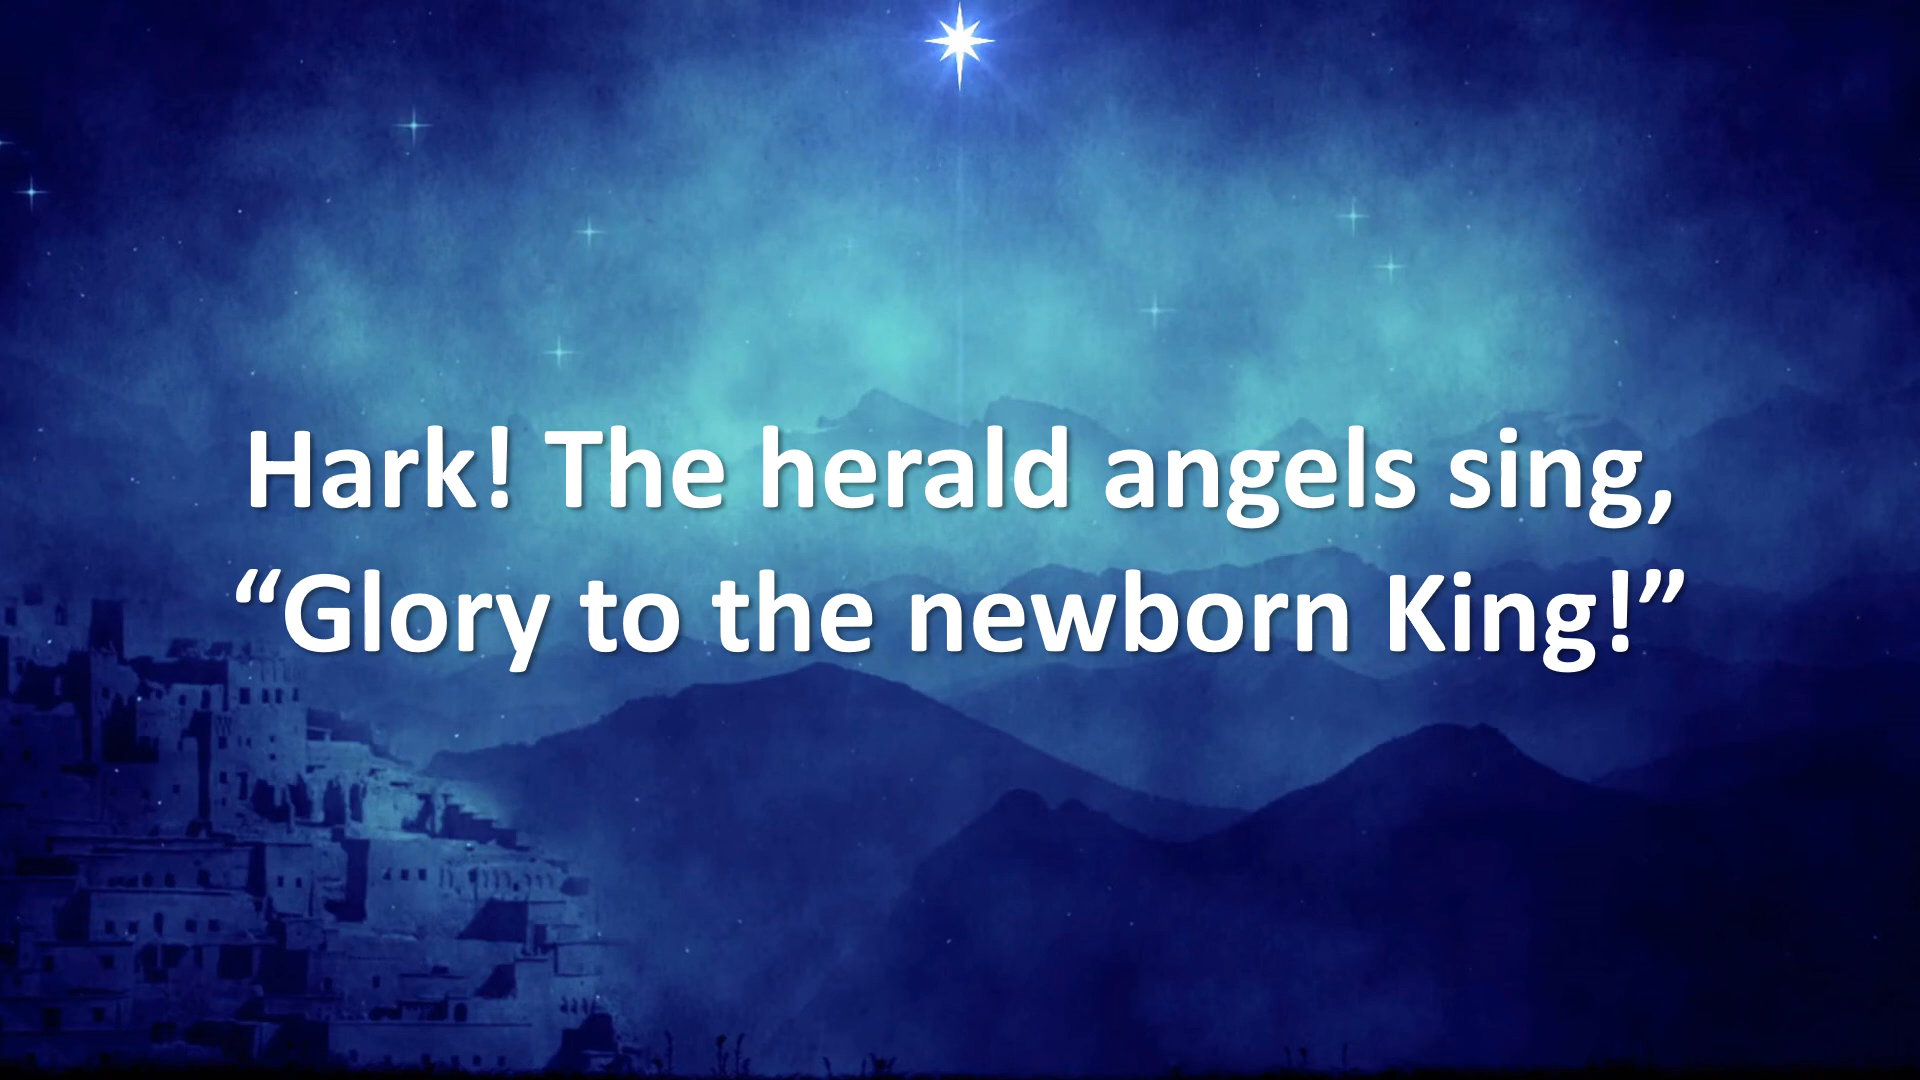 Hark! The herald angels sing,
“Glory to the newborn King!”